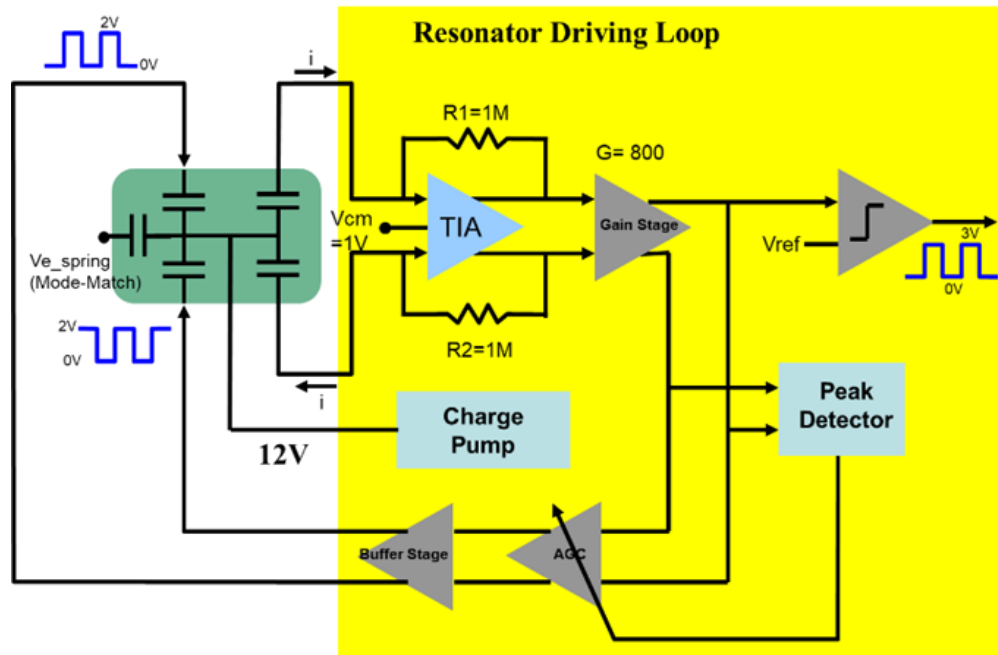 Resonator Driving Loop
2V
0V
i
R1=1M
G= 800
Vcm
=1V
TIA
Gain Stage
Vref
3V
0V
Ve_spring
(Mode-Match)
2V
0V
R2=1M
i
Charge
Pump
12V
Peak
Detector
Buffer Stage
AGC